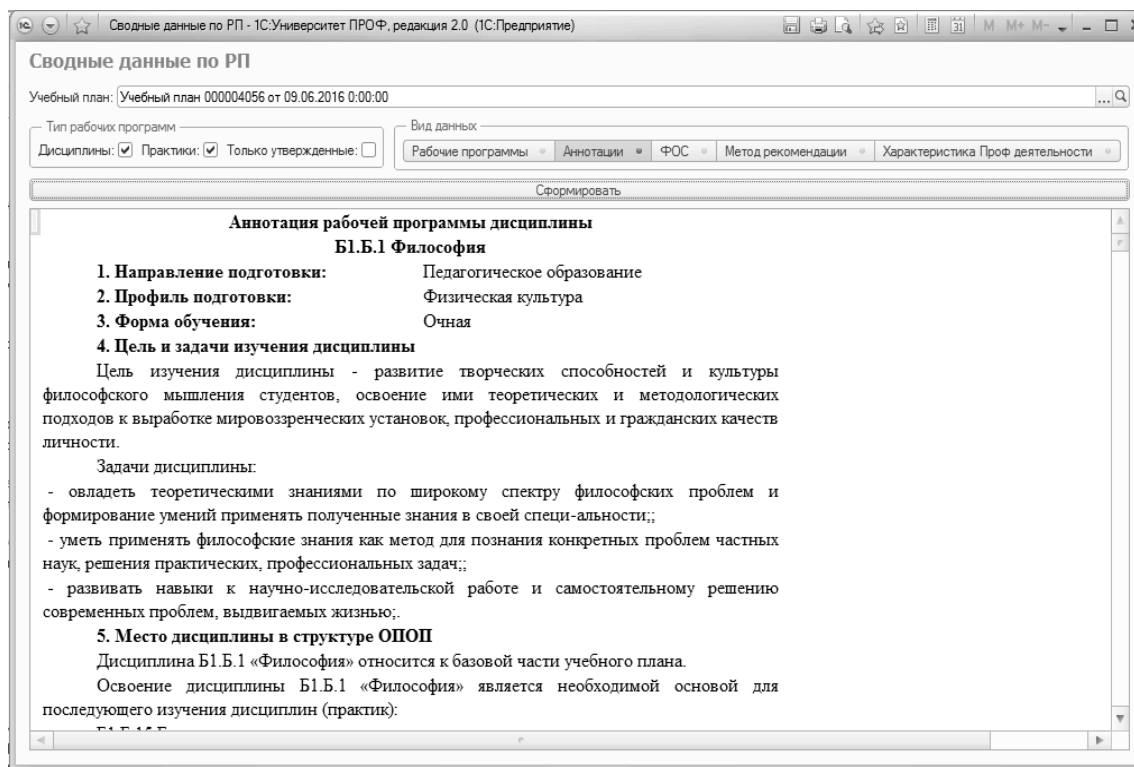 Сводные данные по РП - 1С:Университет ПРОФ, редакция 2.0 (1С:Предприятие)
M M+ M-
Сводные данные по РП
Учебный план: Учебный план 000004056 от 09.06.2016 0:00:00
Тип рабочих программ
Вид данных
Дисциплины: Практики: Только утвержденные:
Рабочие программы Аннотации ФОС Метод рекомендации Характеристика Проф деятельности
Сформировать
Аннотация рабочей программы дисциплины
Б1.Б.1 Философия
1. Направление подготовки: Педагогическое образование
2. Профиль подготовки: Физическая культура
3. Форма обучения: Очная
4. Цель и задачи изучения дисциплины
Цель изучения дисциплины - развитие творческих способностей и культуры
философского мышления студентов, освоение ими теоретических и методологических
подходов к выработке мировоззренческих установок, профессиональных и гражданских качеств
личности.
Задачи дисциплины:
- овладеть теоретическими знаниями по широкому спектру философских проблем и
формирование умений применять полученные знания в своей специ-альности;;
- уметь применять философские знания как метод для познания конкретных проблем частных
наук, решения практических, профессиональных задач;;
- развивать навыки к научно-исследовательской работе и самостоятельному решению
современных проблем, выдвигаемых жизнью;.
5. Место дисциплины в структуре ОПОП
Дисциплина Б1.Б.1 «Философия» относится к базовой части учебного плана.
Освоение дисциплины Б1.Б.1 «Философия» является необходимой основой для
последующего изучения дисциплин (практик):